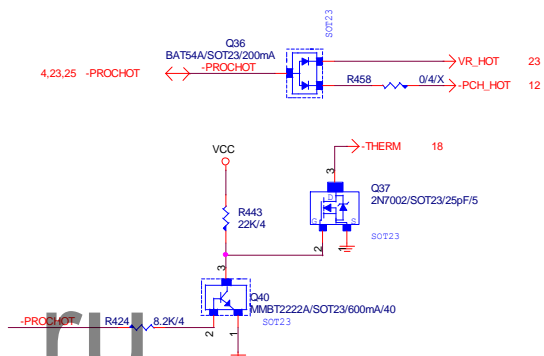 SOT23
Q36
BAT54A/SOT23/200mA
4,23,25 -PROCHOT
-PROCHOT
VR_HOT 23
R458 0/4/X
-PCH_HOT 12
VCC
-THERM 18
3
D
Q37
2N7002/SOT23/25pF/5
G S
SOT23
2 1
R443
22K/4
3
Q40
MMBT2222A/SOT23/600mA/40
SOT23
-PROCHOT R424 8.2K/4
2 1
ru